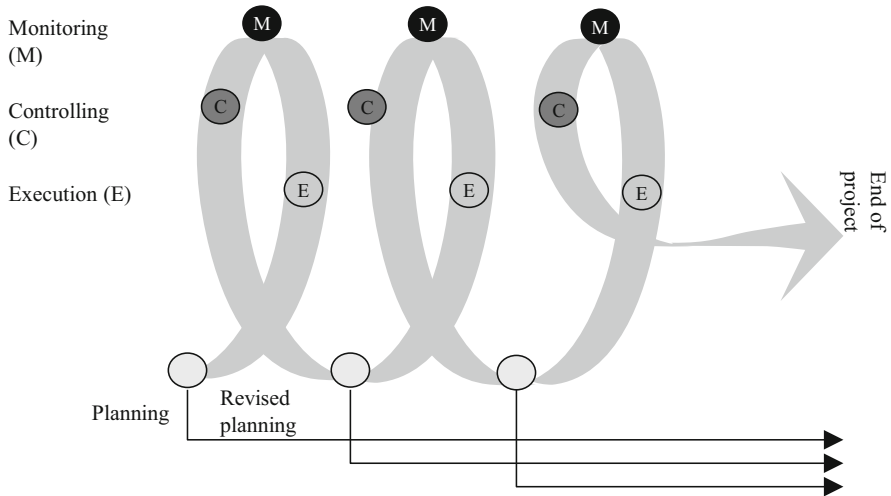 Monitoring
(M)
M
M
M
Controlling
(C)
C
C
C
Execution (E)
E
E
E
End of
project
Planning
Revised
planning